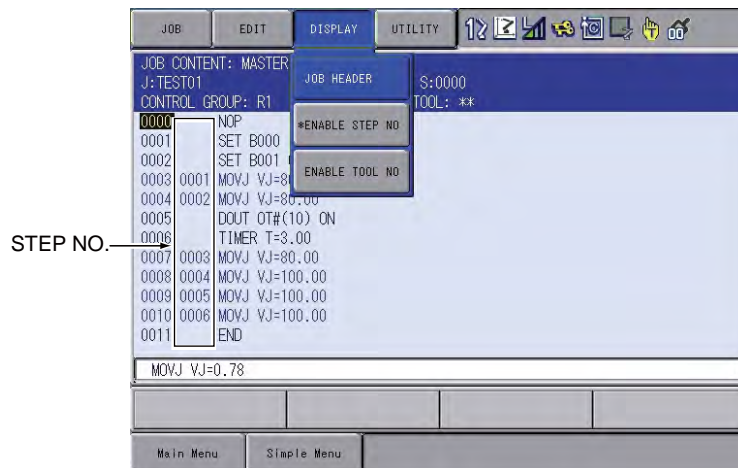 JOB EDIT DISPLAY UTILITY
JOB CONTENT: MASTER
JOB HEADER
J:TEST01 S:0000
CONTROL GROUP: R1 TOOL: **
0000 NOP
*ENABLE STEP NO
0001 SET B000
0002 SET B001
ENABLE TOOL NO
0003 0001 MOVJ VJ=8
0004 0002 MOVJ VJ=80.00
0005 DOUT OT#(10) ON
STEP NO.
0006 TIMER T=3.00
0007 0003 MOVJ VJ=80.00
0008 0004 MOVJ VJ=100.00
0009 0005 MOVJ VJ=100.00
0010 0006 MOVJ VJ=100.00
0011 END
MOVJ VJ=0.78
Main Menu Simple Menu